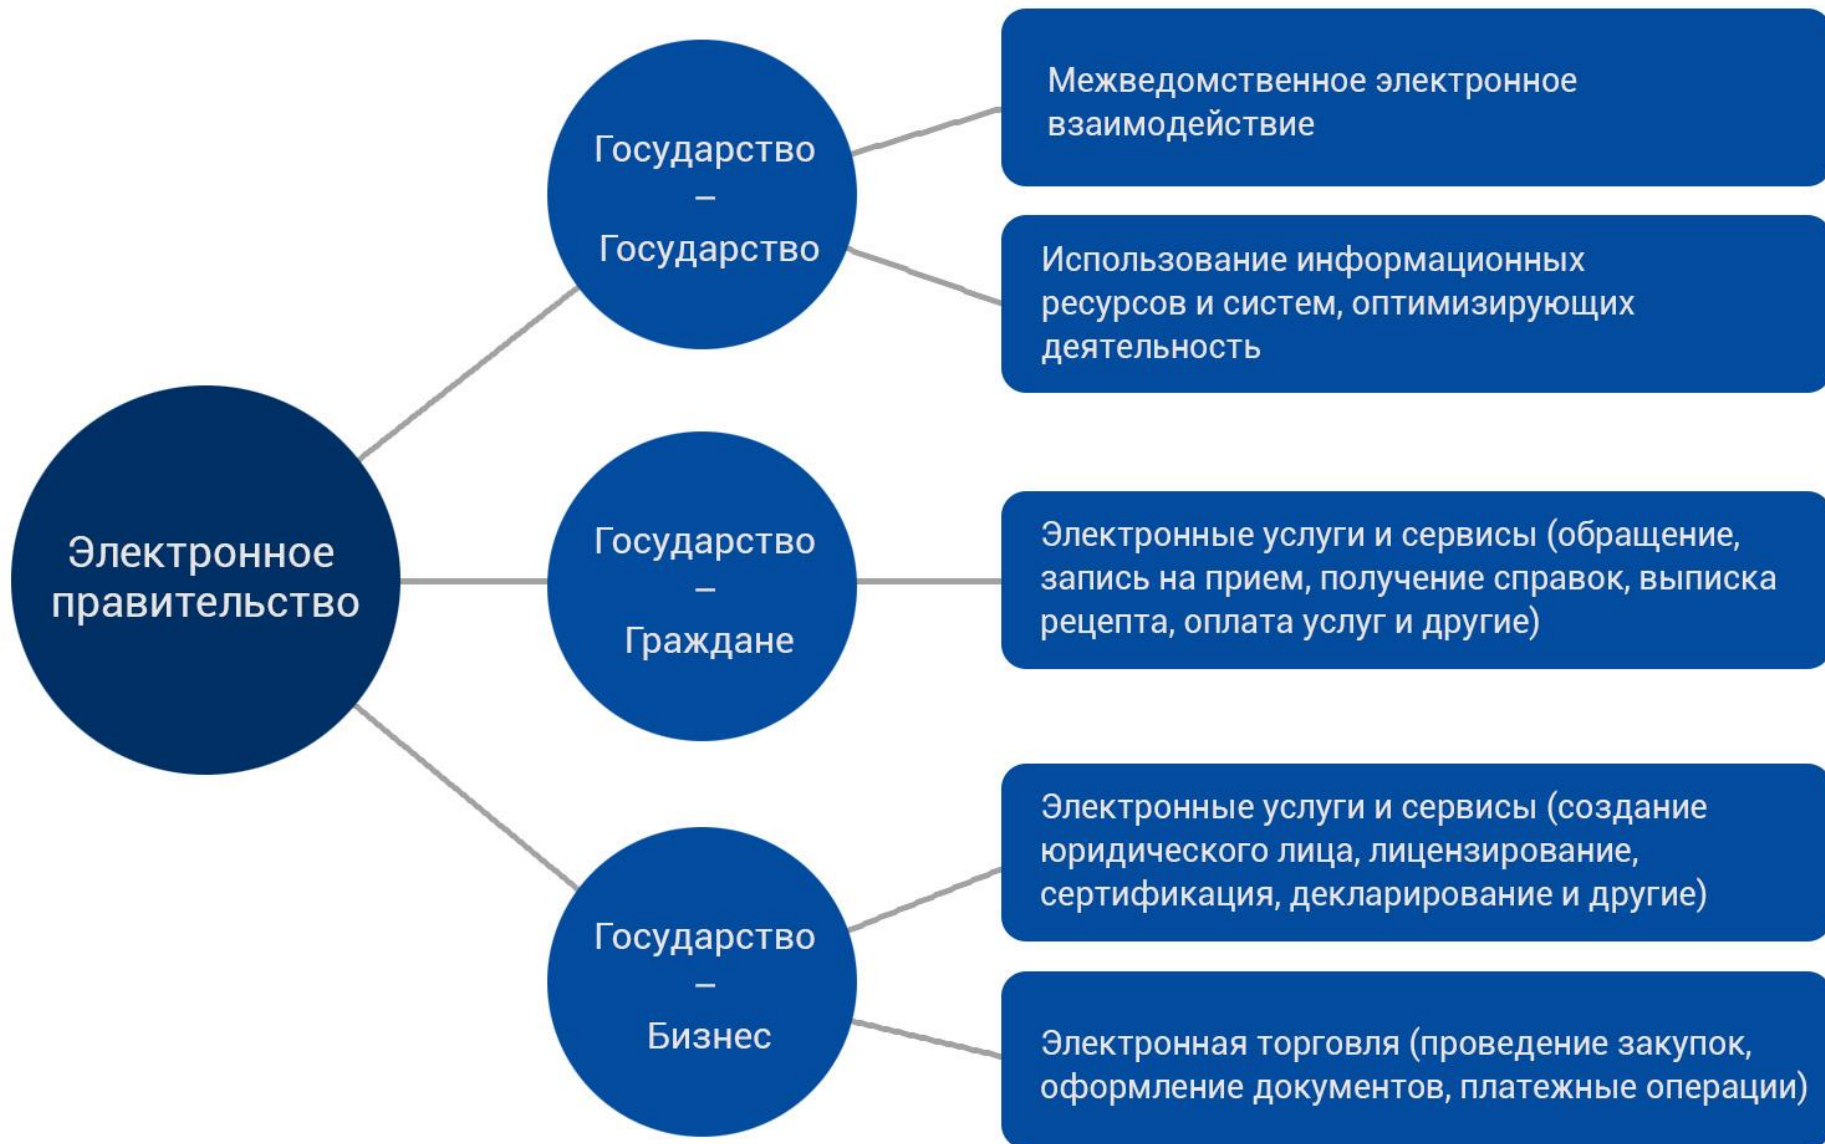 Электронное
правительство
Государство
–
Государство
Межведомственное электронное
взаимодействие
Использование информационных
ресурсов и систем, оптимизирующих
деятельность
Государство
–
Граждане
Электронные услуги и сервисы (обращение,
запись на прием, получение справок, выписка
рецепта, оплата услуг и другие)
Государство
–
Бизнес
Электронные услуги и сервисы (создание
юридического лица, лицензирование,
сертификация, декларирование и другие)
Электронная торговля (проведение закупок,
оформление документов, платежные операции)